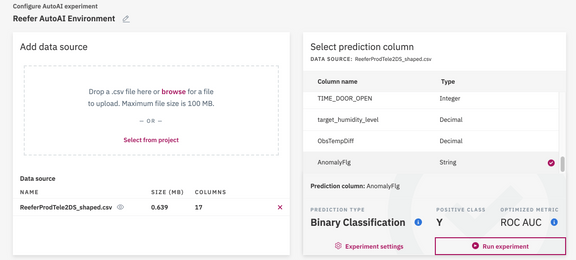 Configure AutoAI experiment
Reefer AutoAI Environment
Add data source
Drop a .csv file here or browse for a file
to upload. Maximum file size is 100 MB.
— OR —
Select from project
Data source
NAME SIZE (MB) COLUMNS
ReeferProdTele2DS_shaped.csv 0.639 17
Select prediction column
DATA SOURCE: ReeferProdTele2DS_shaped.csv
Column name Type
TIME_DOOR_OPEN Integer
target_humidity_level Decimal
ObsTempDiff Decimal
AnomalyFlg String
Prediction column: AnomalyFlg
PREDICTION TYPE POSITIVE CLASS OPTIMIZED METRIC
Binary Classification Y ROC AUC
Experiment settings Run experiment